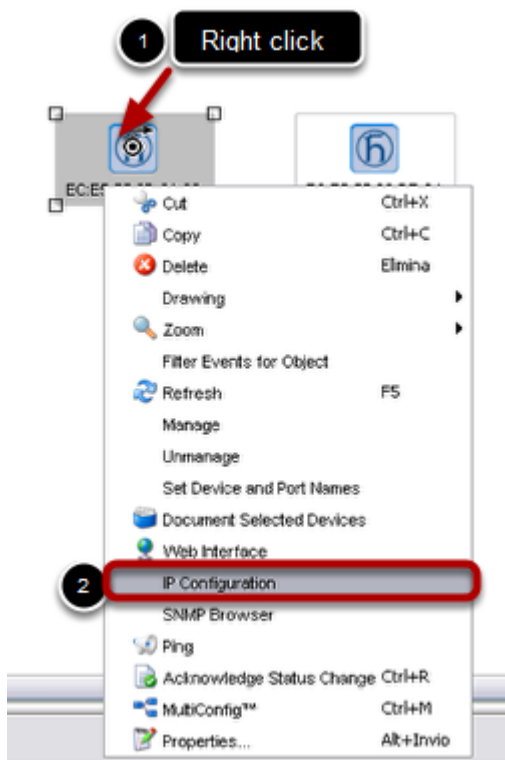 1 Right click
Cut Ctrl+X
Copy Ctrl+C
Delete Elimina
Drawing
Zoom
Filter Events for Object
Refresh F5
Manage
Unmanage
Set Device and Port Names
Document Selected Devices
Web Interface
2 IP Configuration
SNMP Browser
Ping
Acknowledge Status Change Ctrl+R
MultiConfig™ Ctrl+M
Properties... Alt+Invio